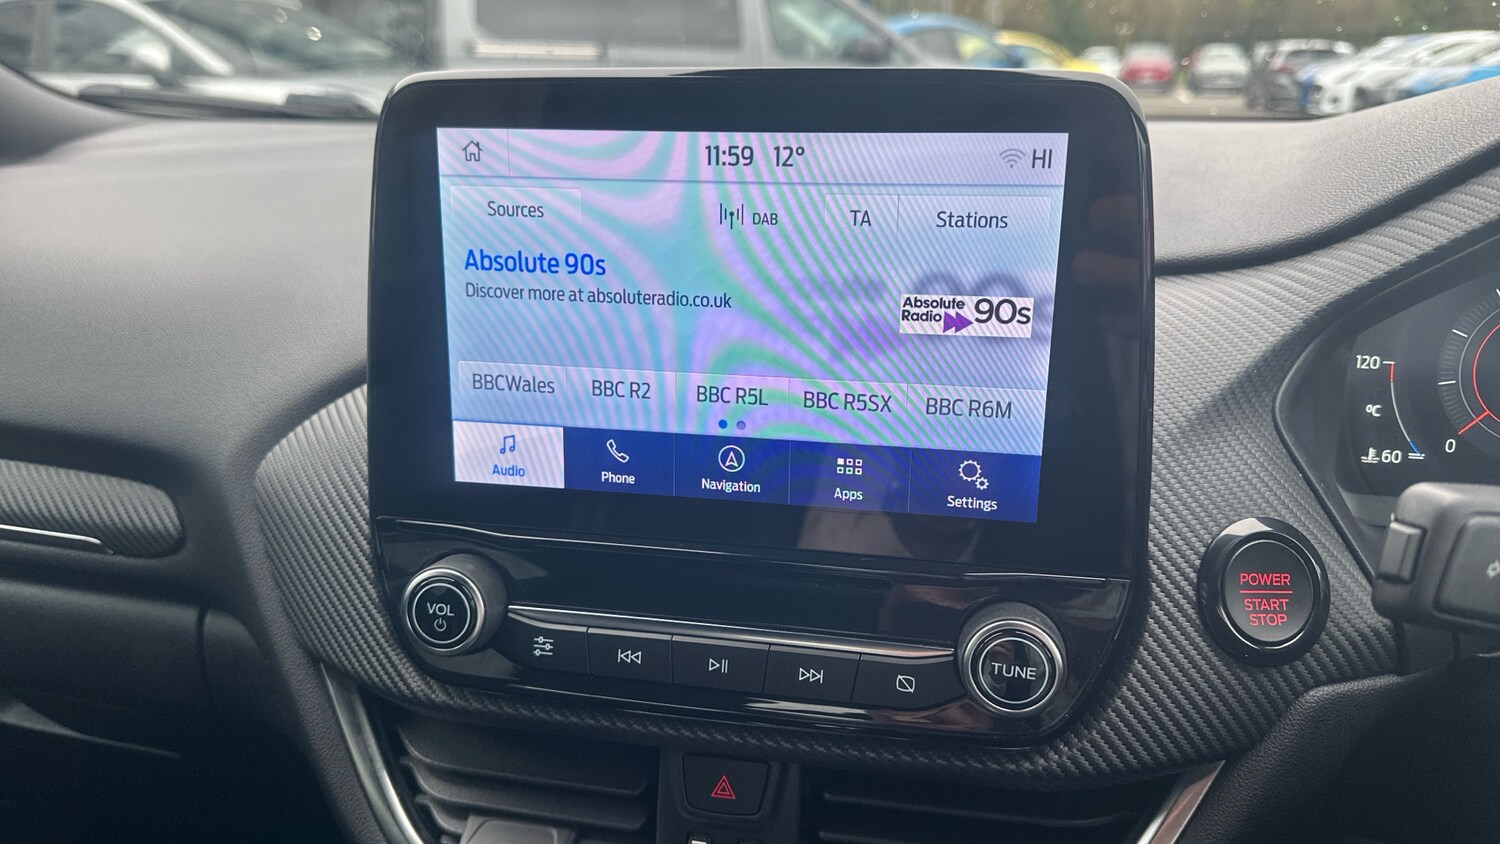 11:59 12° HI
Sources DAB TA Stations
Absolute 90s
Discover more at absoluteradio.co.uk
Absolute
Radio 90s
BBCWales BBC R2 BBC R5L BBC R5SX BBC R6M
Audio Phone Navigation Apps Settings
VOL
TUNE
POWER
START
STOP
120
°C
60
0